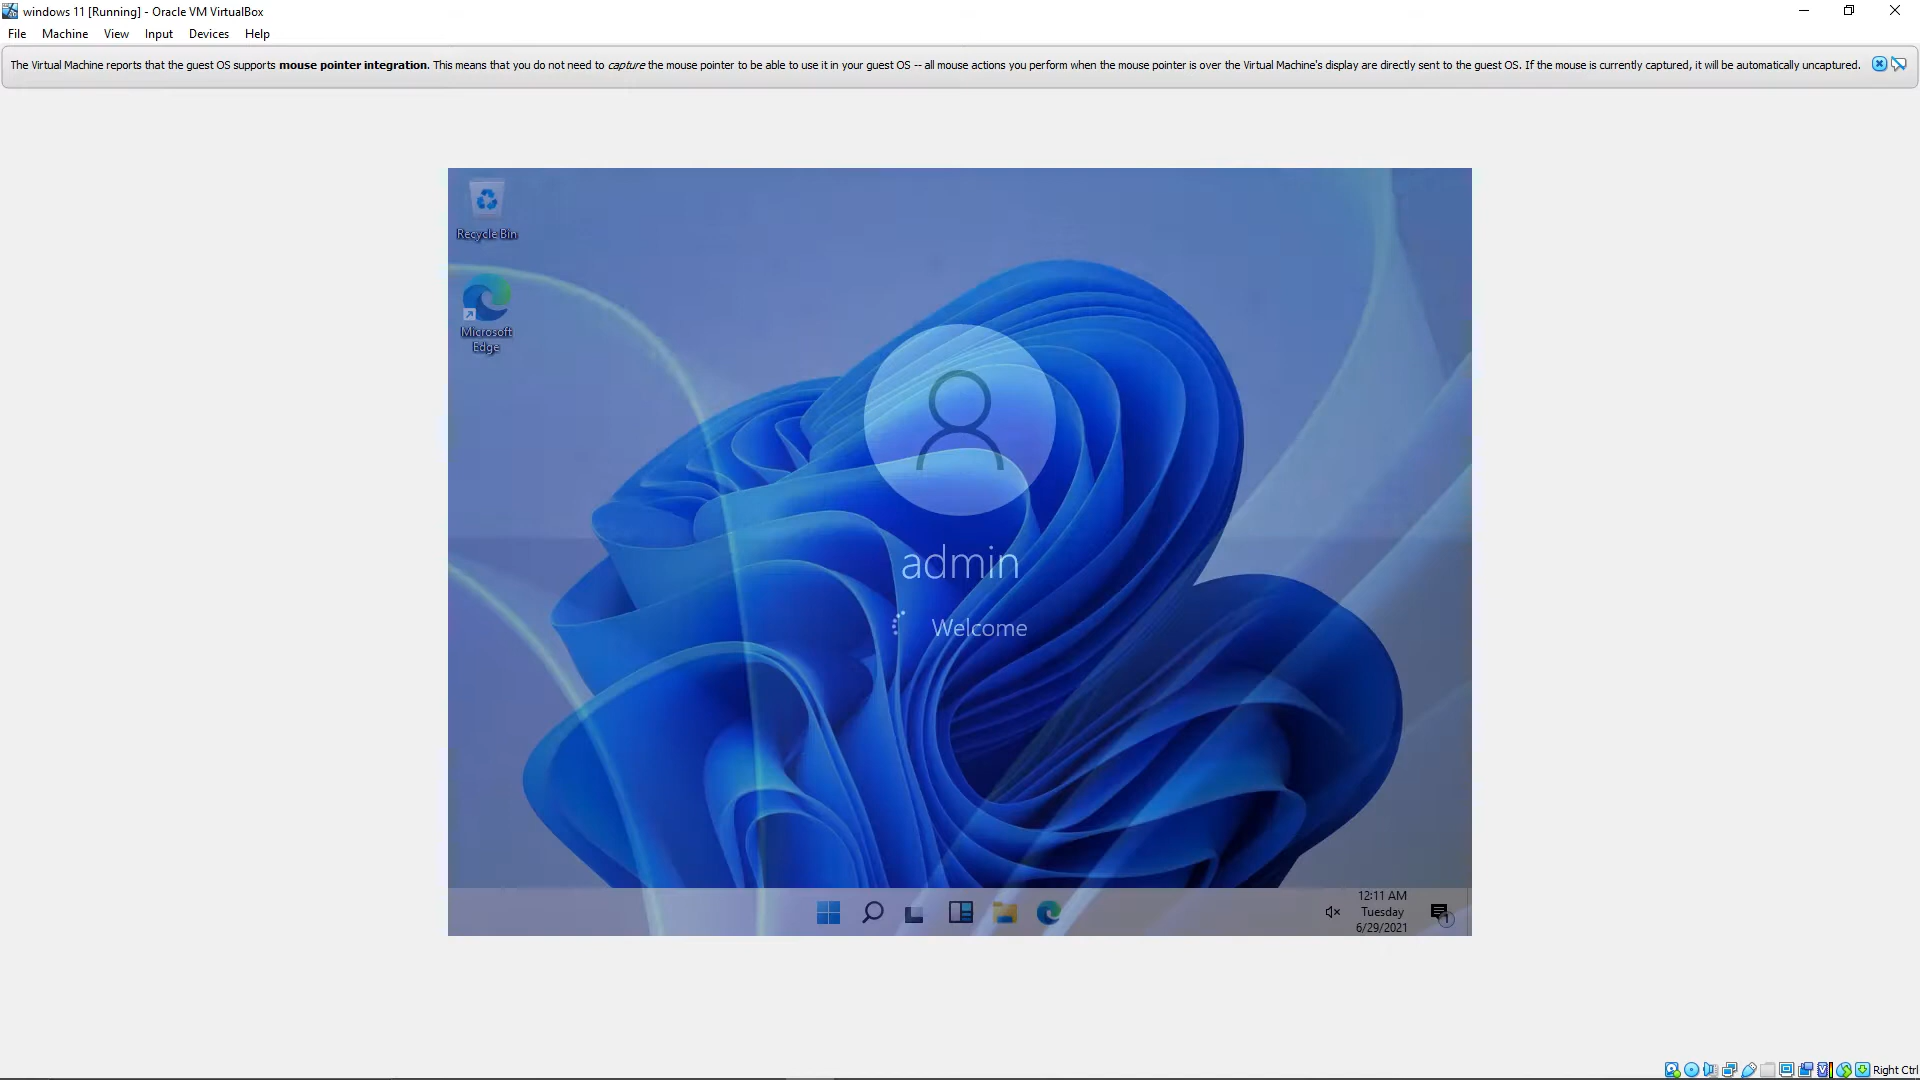 windows 11 [Running] - Oracle VM VirtualBox
File Machine View Input Devices Help
The Virtual Machine reports that the guest OS supports mouse pointer integration. This means that you do not need to capture the mouse pointer to be able to use it in your guest OS -- all mouse actions you perform when the mouse pointer is over the Virtual Machine's display are directly sent to the guest OS. If the mouse is currently captured, it will be automatically uncaptured.
Recycle Bin
Microsoft
Edge
admin
Welcome
12:11 AM
Tuesday
6/29/2021
1
Right Ctrl